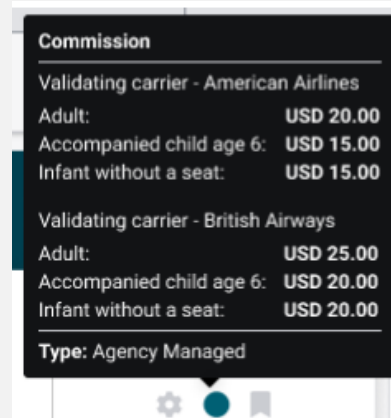 Commission
Validating carrier - American Airlines
Adult: USD 20.00
Accompanied child age 6: USD 15.00
Infant without a seat: USD 15.00
Validating carrier - British Airways
Adult: USD 25.00
Accompanied child age 6: USD 20.00
Infant without a seat: USD 20.00
Type: Agency Managed